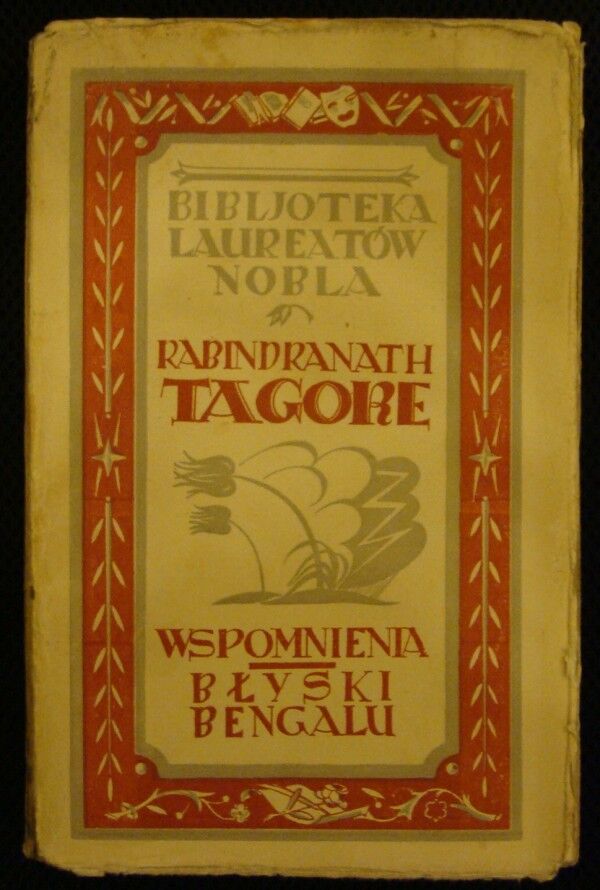 BIBLJOTEKA
LAUREATÓW
NOBLA
RABINDRANATH
TAGORE
WSPOMNIENIA
BŁYSKI
BENGALU